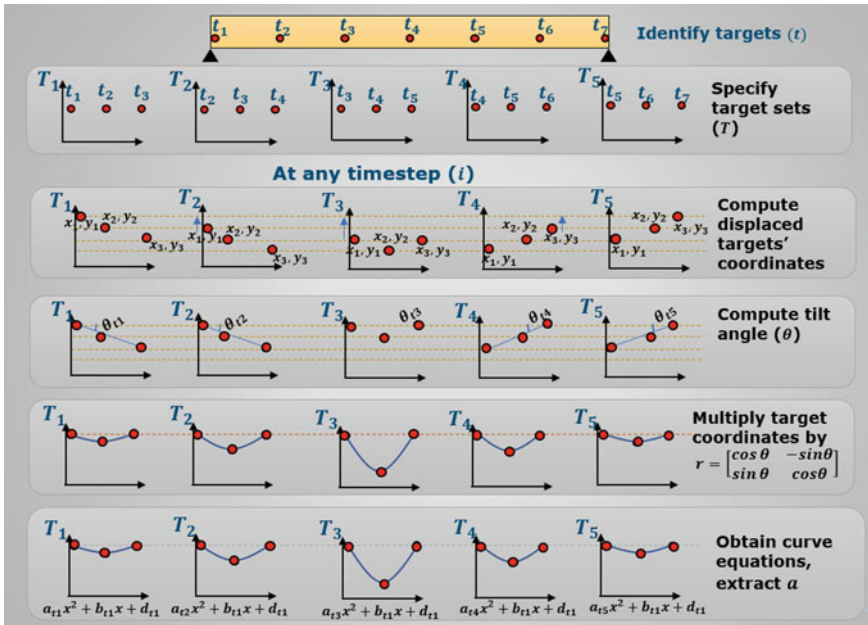 t1 t2 t3 t4 t5 t6 t7
Identify targets (t)
T1 T2 T3 T4 T5
t1 t2 t3 t2 t3 t4 t3 t4 t5 t4 t5 t6 t5 t6 t7
Specify
target sets
(T)
At any timestep (i)
T1 T2 T3 T4 T5
x1, y1 x2, y2 x3, y3 x1, y1 x2, y2 x3, y3 x1, y1 x2, y2 x3, y3 x1, y1 x2, y2 x3, y3 x1, y1 x2, y2 x3, y3
Compute
displaced
targets'
coordinates
T1 T2 T3 T4 T5
θt1 θt2 θt3 θt4 θt5
Compute tilt
angle (θ)
T1 T2 T3 T4 T5
Multiply target
coordinates by
r = [cos θ −sinθ
sin θ cosθ]
T1 T2 T3 T4 T5
at1x² + bt1x + dt1 at2x² + bt1x + dt1 at3x² + bt1x + dt1 at4x² + bt1x + dt1 at5x² + bt1x + dt1
Obtain curve
equations,
extract a